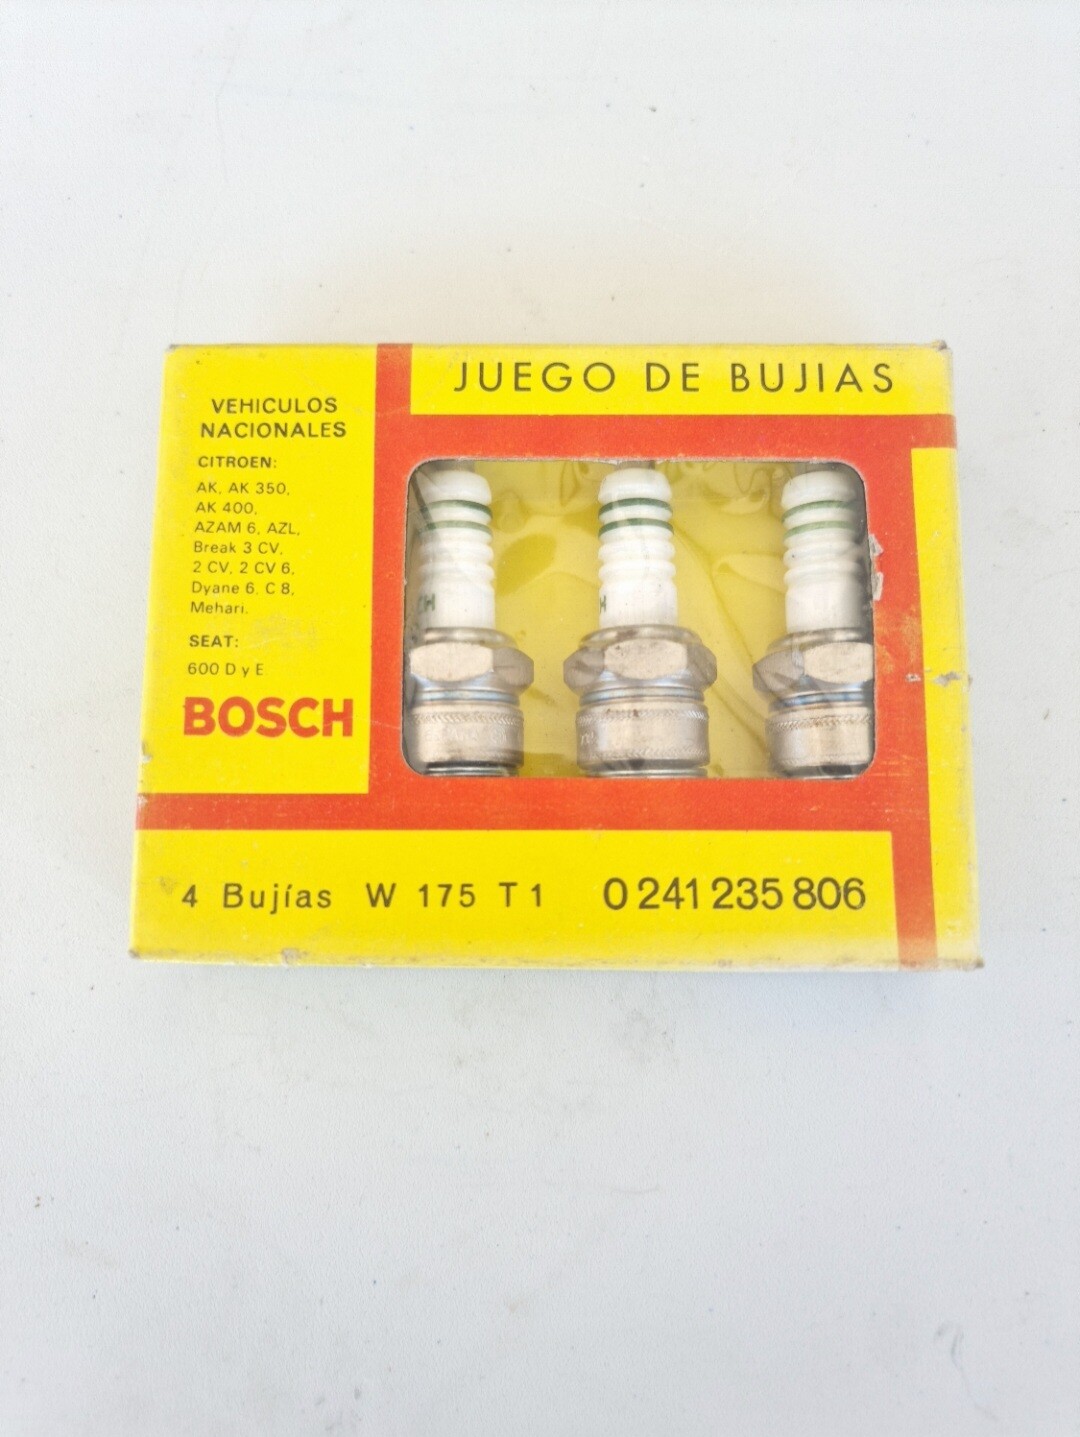 JUEGO DE BUJIAS
VEHICULOS
NACIONALES
CITROEN:
AK, AK 350,
AK 400,
AZAM 6, AZL,
Break 3 CV,
2 CV, 2 CV 6,
Dyane 6, C 8,
Mehari.
SEAT:
600 D y E
BOSCH
CH
H
4 Bujías W 175 T 1 0 241 235 806